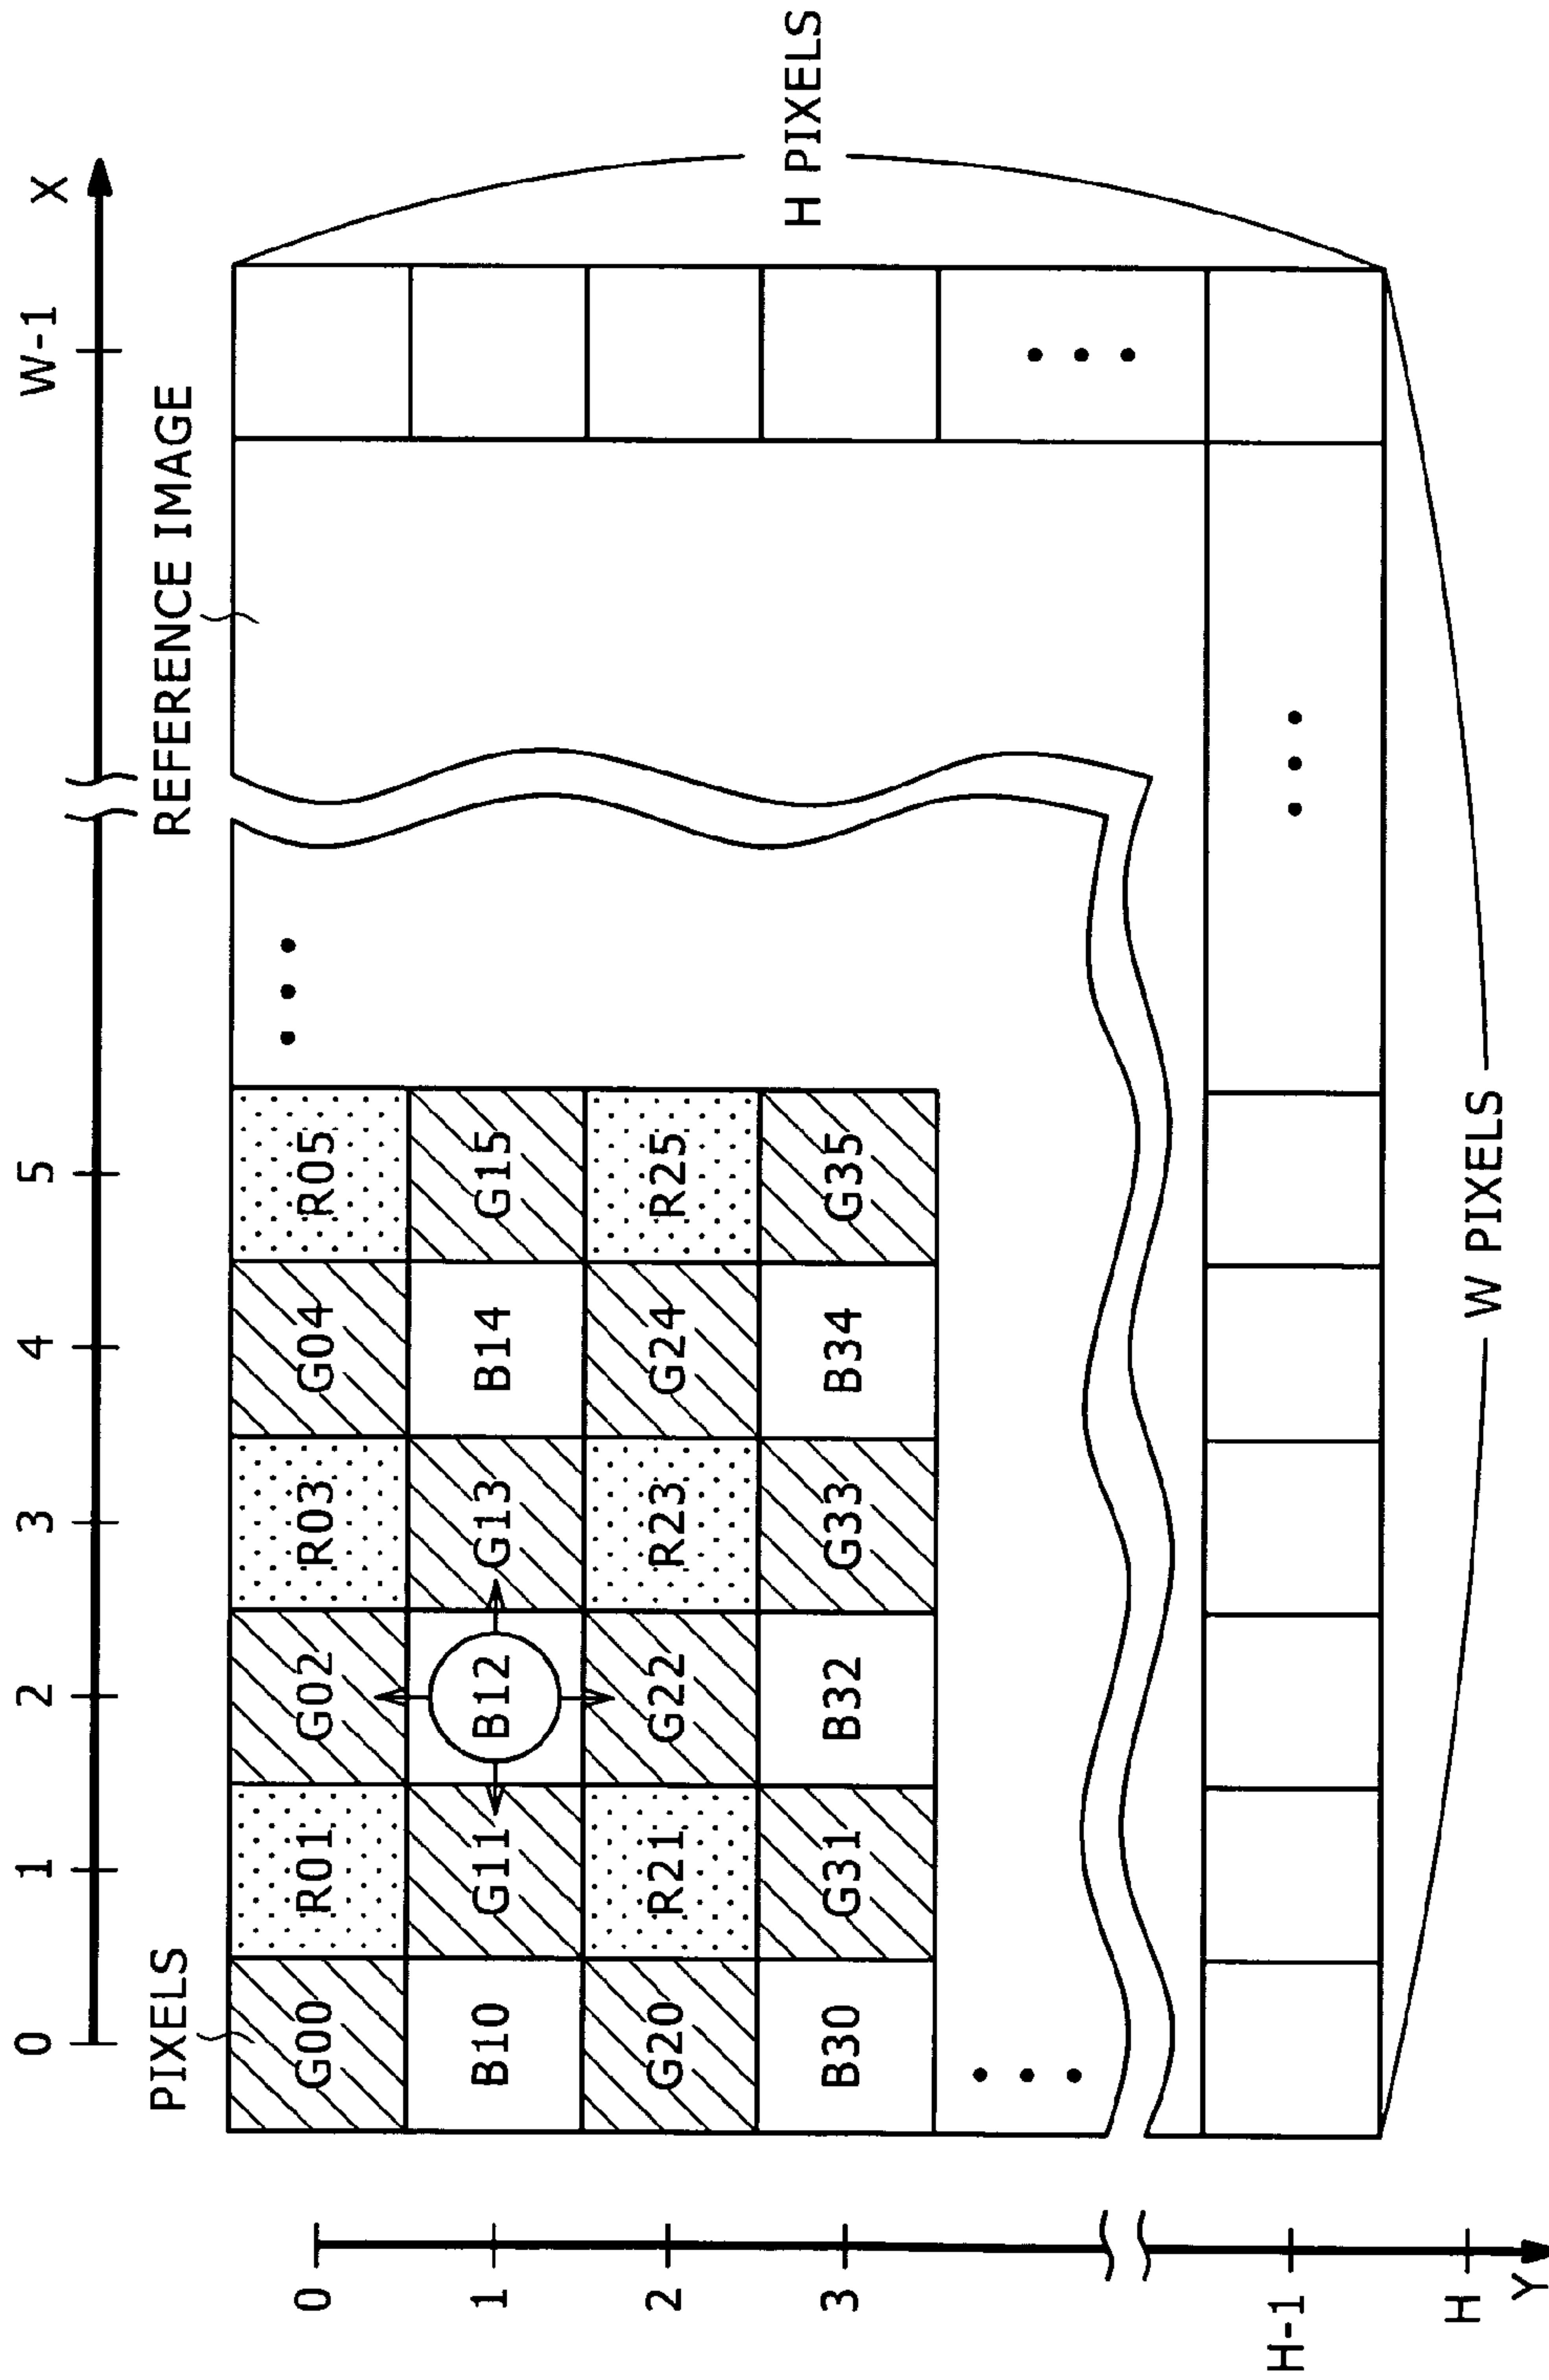 0 1 2 3 4 5 W-1 X
PIXELS REFERENCE IMAGE
0 G00 R01 G02 R03 G04 R05
1 B10 G11 B12 G13 B14 G15
2 G20 R21 G22 R23 G24 R25
3 B30 G31 B32 G33 B34 G35
H PIXELS
H-1
H
Y
W PIXELS